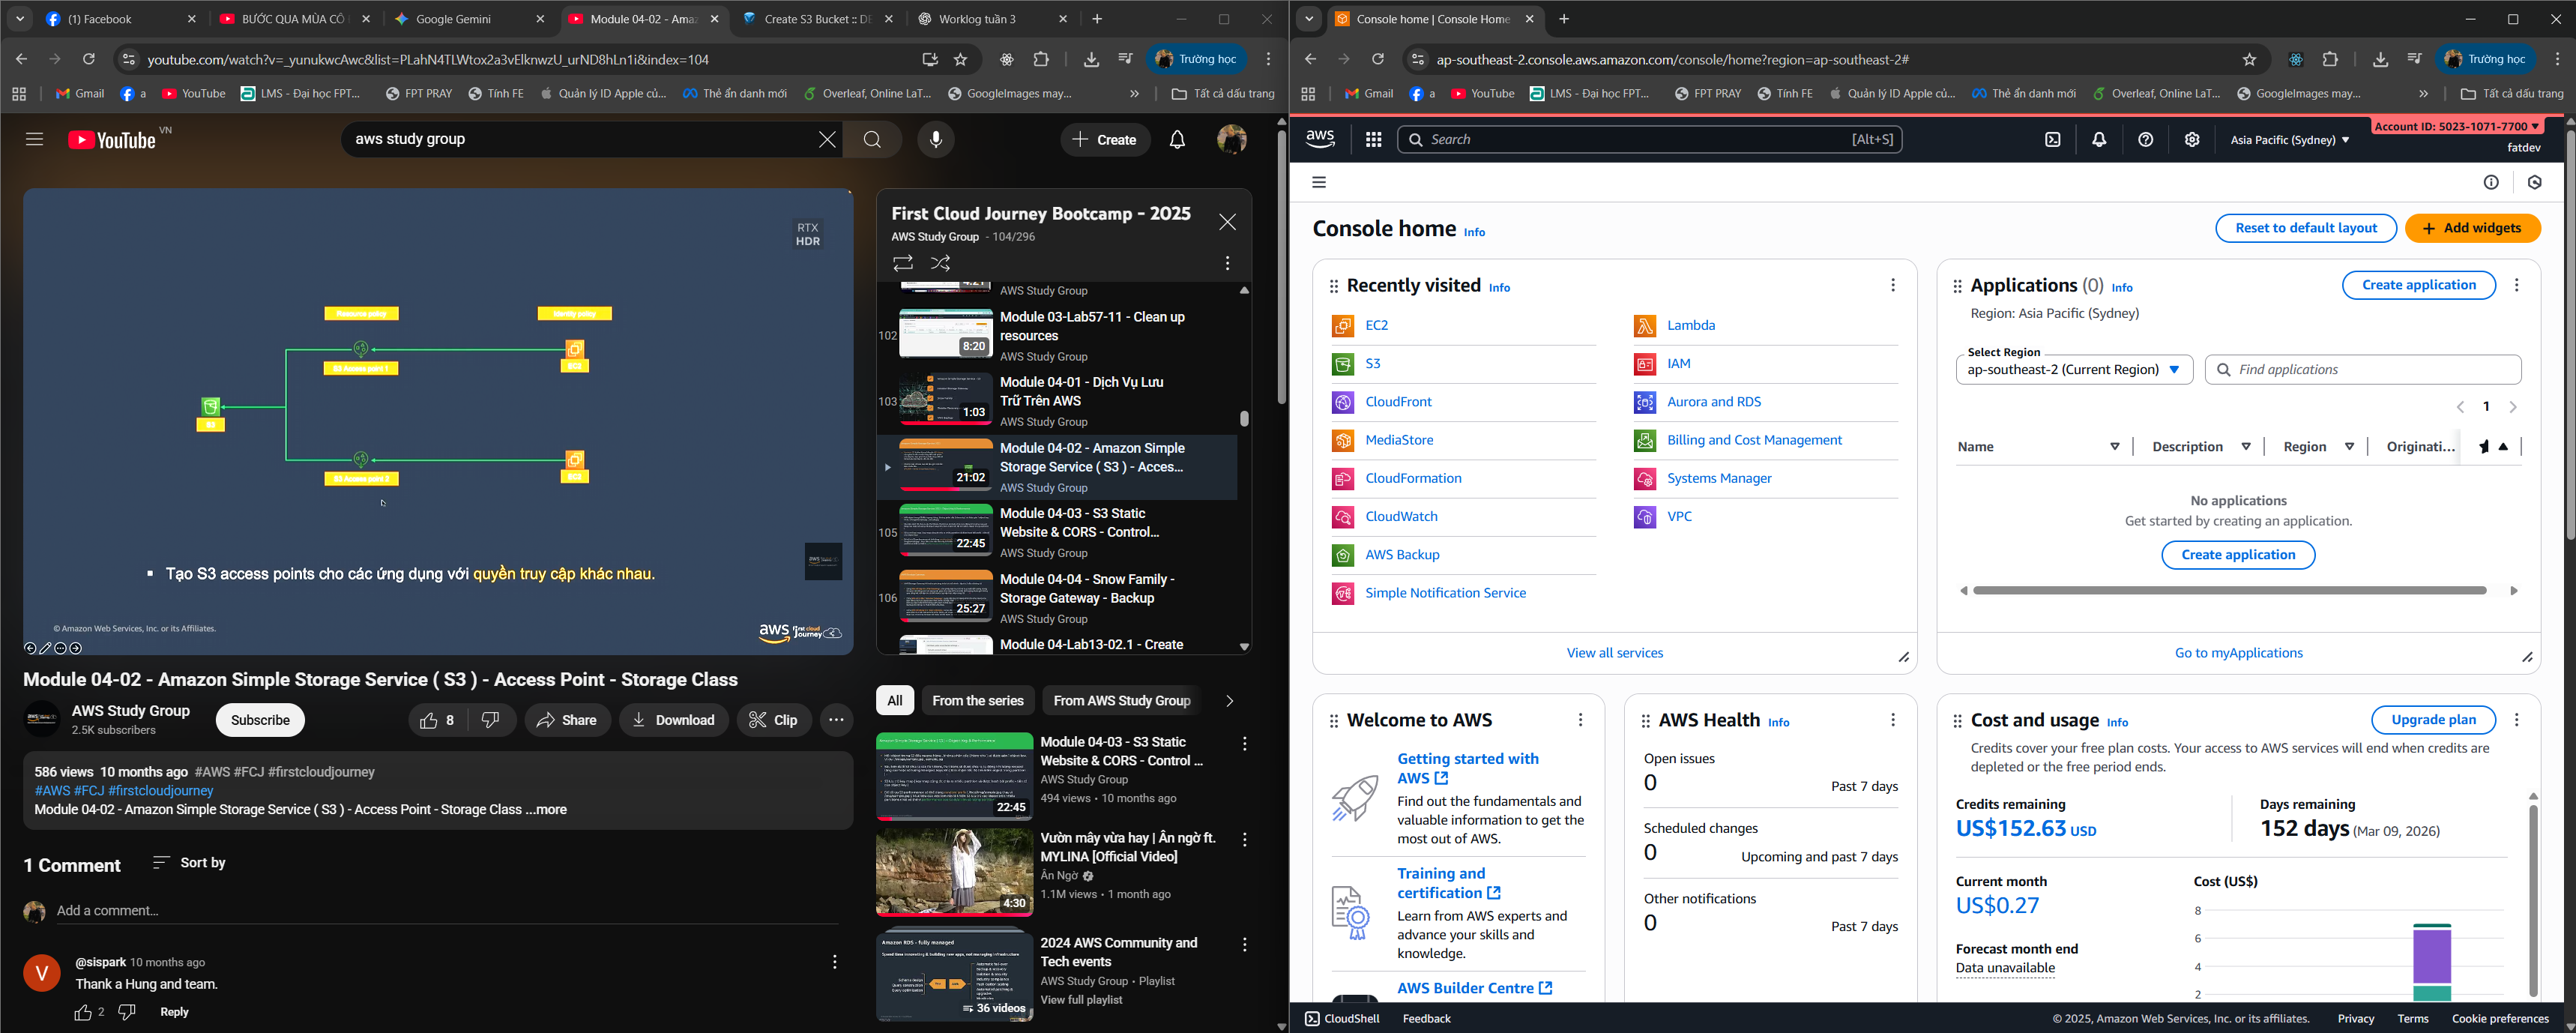 (1) Facebook
BƯỚC QUA MÙA CÔ
Google Gemini
Module 04-02 - Ama
Create S3 Bucket :: D
Worklog tuần 3
youtube.com/watch?v=_yunukwcAwc&list=PLahN4TLWtox2a3vElknwzU_urND8hLn1i&index=104
Trường học
Gmail
a
YouTube
LMS - Đại học FPT...
FPT PRAY
Tính FE
Quản lý ID Apple củ...
Thẻ ẩn danh mới
Overleaf, Online LaT...
GoogleImages may...
Tất cả dấu trang
YouTube VN
aws study group
Create
RTX
HDR
S3 Access point 1
S3 Access point 2
Tạo S3 access points cho các ứng dụng với quyền truy cập khác nhau.
© Amazon Web Services, Inc. or its Affiliates.
aws first cloud journey
Module 04-02 - Amazon Simple Storage Service ( S3 ) - Access Point - Storage Class
AWS Study Group
2.5K subscribers
Subscribe
8
Share
Download
Clip
586 views 10 months ago #AWS #FCJ #firstcloudjourney
#AWS #FCJ #firstcloudjourney
Module 04-02 - Amazon Simple Storage Service ( S3 ) - Access Point - Storage Class ...more
1 Comment
Sort by
Add a comment...
V
@sispark 10 months ago
Thank a Hung and team.
2
Reply
First Cloud Journey Bootcamp - 2025
AWS Study Group - 104/296
AWS Study Group
102
8:20
Module 03-Lab57-11 - Clean up
resources
AWS Study Group
103
1:03
Module 04-01 - Dịch Vụ Lưu
Trữ Trên AWS
AWS Study Group
21:02
Module 04-02 - Amazon Simple
Storage Service ( S3 ) - Acces...
AWS Study Group
105
22:45
Module 04-03 - S3 Static
Website & CORS - Control...
AWS Study Group
106
25:27
Module 04-04 - Snow Family -
Storage Gateway - Backup
AWS Study Group
Module 04-Lab13-02.1 - Create
All
From the series
From AWS Study Group
22:45
Module 04-03 - S3 Static
Website & CORS - Control ...
AWS Study Group
494 views • 10 months ago
4:30
Vườn mây vừa hay | Ân ngờ ft.
MYLINA [Official Video]
Ân Ngờ
1.1M views • 1 month ago
Amazon RDS - fully managed
36 videos
2024 AWS Community and
Tech events
AWS Study Group • Playlist
View full playlist
Console home | Console Home
ap-southeast-2.console.aws.amazon.com/console/home?region=ap-southeast-2#
Trường học
Gmail
a
YouTube
LMS - Đại học FPT...
FPT PRAY
Tính FE
Quản lý ID Apple củ...
Thẻ ẩn danh mới
Overleaf, Online LaT...
GoogleImages may...
Tất cả dấu trang
aws
Search
[Alt+S]
Asia Pacific (Sydney)
Account ID: 5023-1071-7700
fatdev
Console home Info
Reset to default layout
Add widgets
Recently visited Info
EC2
S3
CloudFront
MediaStore
CloudFormation
CloudWatch
AWS Backup
Simple Notification Service
Lambda
IAM
Aurora and RDS
Billing and Cost Management
Systems Manager
VPC
View all services
Applications (0) Info
Create application
Region: Asia Pacific (Sydney)
Select Region
ap-southeast-2 (Current Region)
Find applications
1
Name
Description
Region
Originati...
No applications
Get started by creating an application.
Create application
Go to myApplications
Welcome to AWS
Getting started with
AWS
Find out the fundamentals and
valuable information to get the
most out of AWS.
Training and
certification
Learn from AWS experts and
advance your skills and
knowledge.
AWS Builder Centre
AWS Health Info
Open issues
0
Past 7 days
Scheduled changes
0
Upcoming and past 7 days
Other notifications
0
Past 7 days
Cost and usage Info
Upgrade plan
Credits cover your free plan costs. Your access to AWS services will end when credits are
depleted or the free period ends.
Credits remaining
US$152.63 USD
Days remaining
152 days (Mar 09, 2026)
Current month
US$0.27
Forecast month end
Data unavailable
Cost (US$)
8
6
4
2
CloudShell
Feedback
© 2025, Amazon Web Services, Inc. or its affiliates.
Privacy
Terms
Cookie preferences